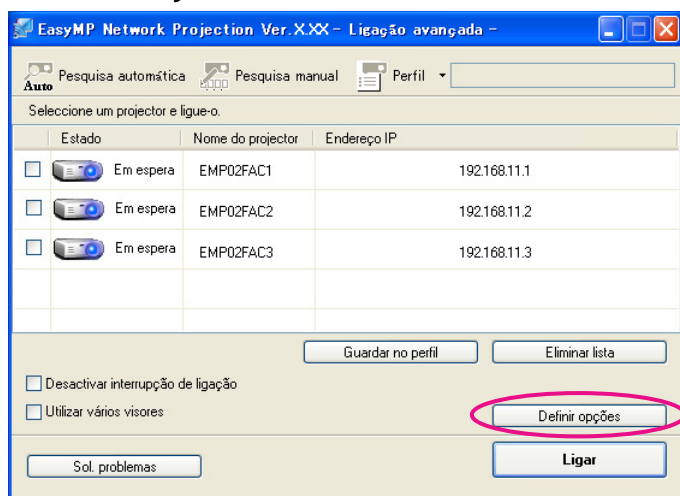 EasyMP Network Projection Ver.X.XX – Ligação avançada –
Auto Pesquisa automática Pesquisa manual Perfil
Seleccione um projector e ligue-o.
Estado Nome do projector Endereço IP
Em espera EMP02FAC1 192.168.11.1
Em espera EMP02FAC2 192.168.11.2
Em espera EMP02FAC3 192.168.11.3
Guardar no perfil Eliminar lista
Desactivar interrupção de ligação
Utilizar vários visores Definir opções
Sol. problemas Ligar